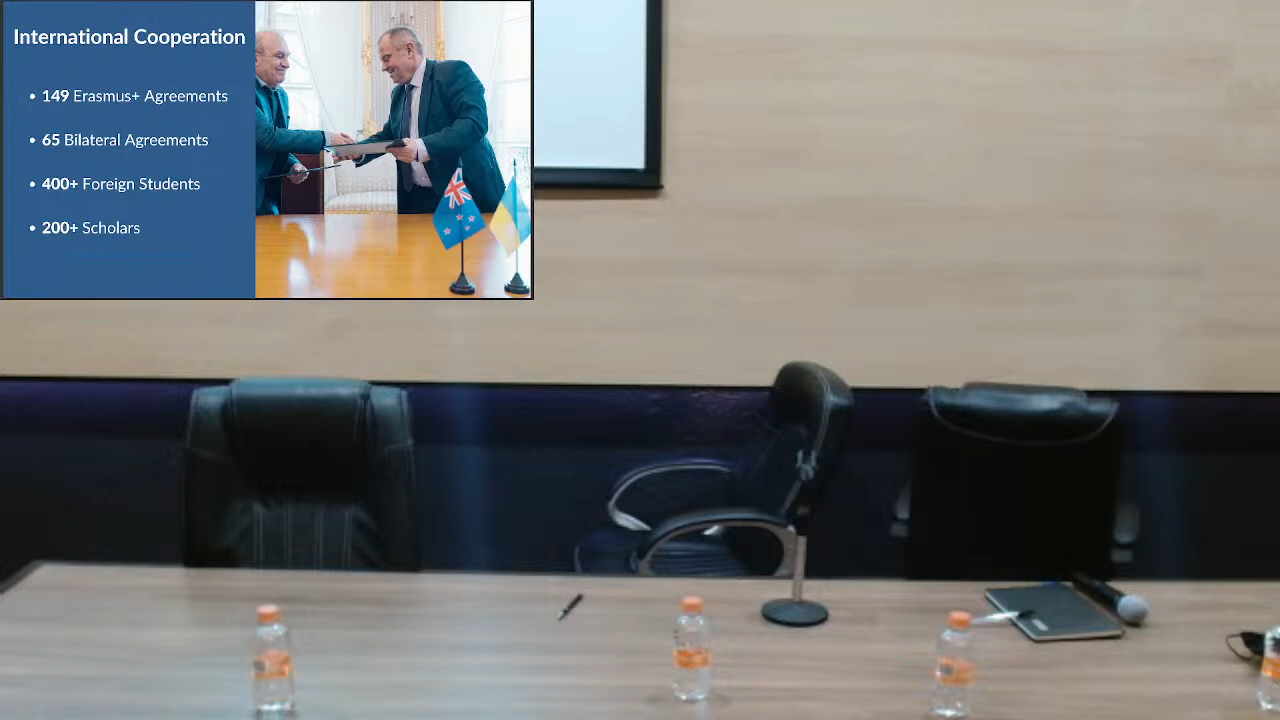 International Cooperation
• 149 Erasmus+ Agreements
• 65 Bilateral Agreements
• 400+ Foreign Students
• 200+ Scholars